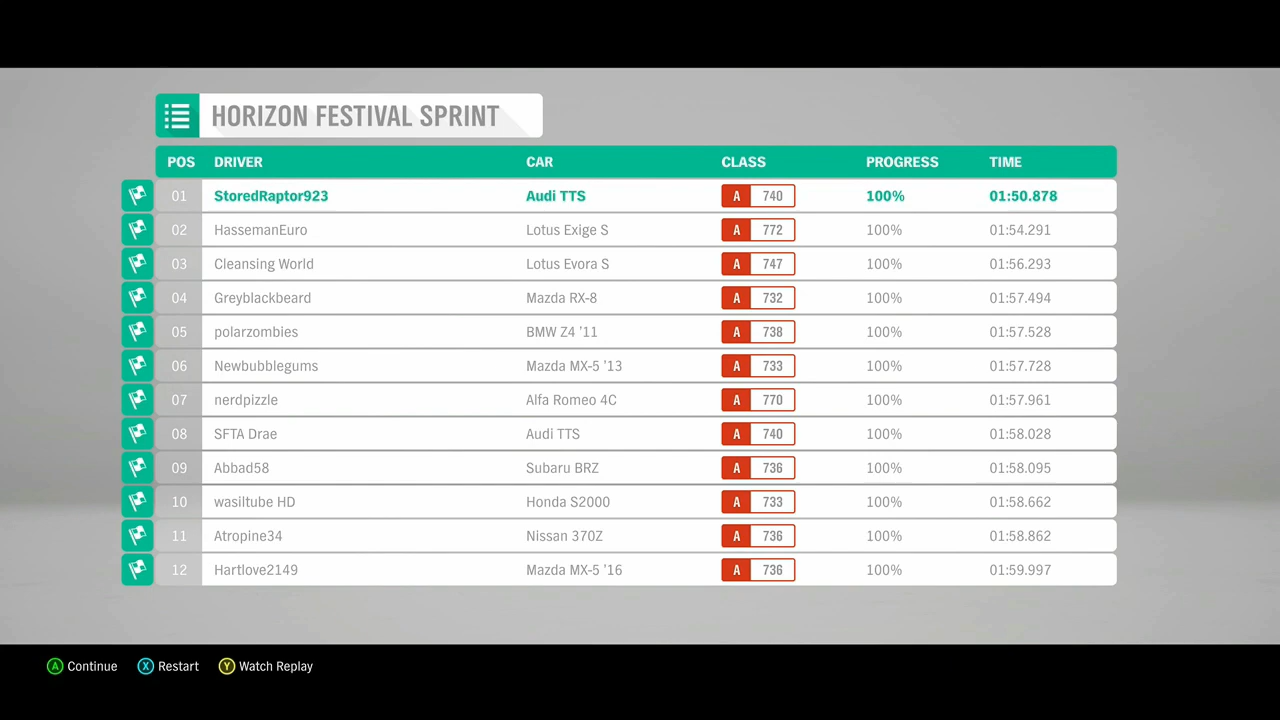 HORIZON FESTIVAL SPRINT
POS DRIVER CAR CLASS PROGRESS TIME
01 StoredRaptor923 Audi TTS A 740 100% 01:50.878
02 HassemanEuro Lotus Exige S A 772 100% 01:54.291
03 Cleansing World Lotus Evora S A 747 100% 01:56.293
04 Greyblackbeard Mazda RX-8 A 732 100% 01:57.494
05 polarzombies BMW Z4 '11 A 738 100% 01:57.528
06 Newbubblegums Mazda MX-5 '13 A 733 100% 01:57.728
07 nerdpizzle Alfa Romeo 4C A 770 100% 01:57.961
08 SFTA Drae Audi TTS A 740 100% 01:58.028
09 Abbad58 Subaru BRZ A 736 100% 01:58.095
10 wasiltube HD Honda S2000 A 733 100% 01:58.662
11 Atropine34 Nissan 370Z A 736 100% 01:58.862
12 Hartlove2149 Mazda MX-5 '16 A 736 100% 01:59.997
A Continue X Restart Y Watch Replay